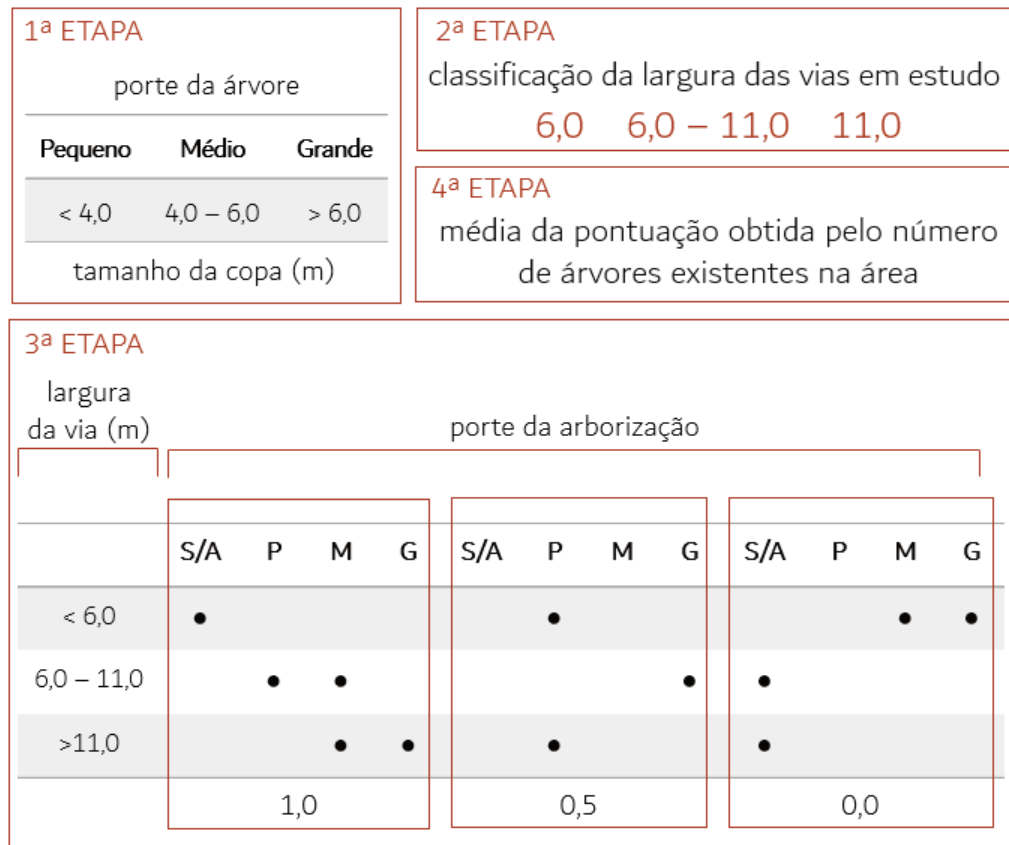 1ª ETAPA
porte da árvore
Pequeno Médio Grande
< 4,0 4,0 – 6,0 > 6,0
tamanho da copa (m)
2ª ETAPA
classificação da largura das vias em estudo
6,0 6,0 – 11,0 11,0
4ª ETAPA
média da pontuação obtida pelo número
de árvores existentes na área
3ª ETAPA
largura
da via (m)
porte da arborização
S/A P M G S/A P M G S/A P M G
< 6,0 • • • •
6,0 – 11,0 • • • •
>11,0 • • • •
1,0 0,5 0,0